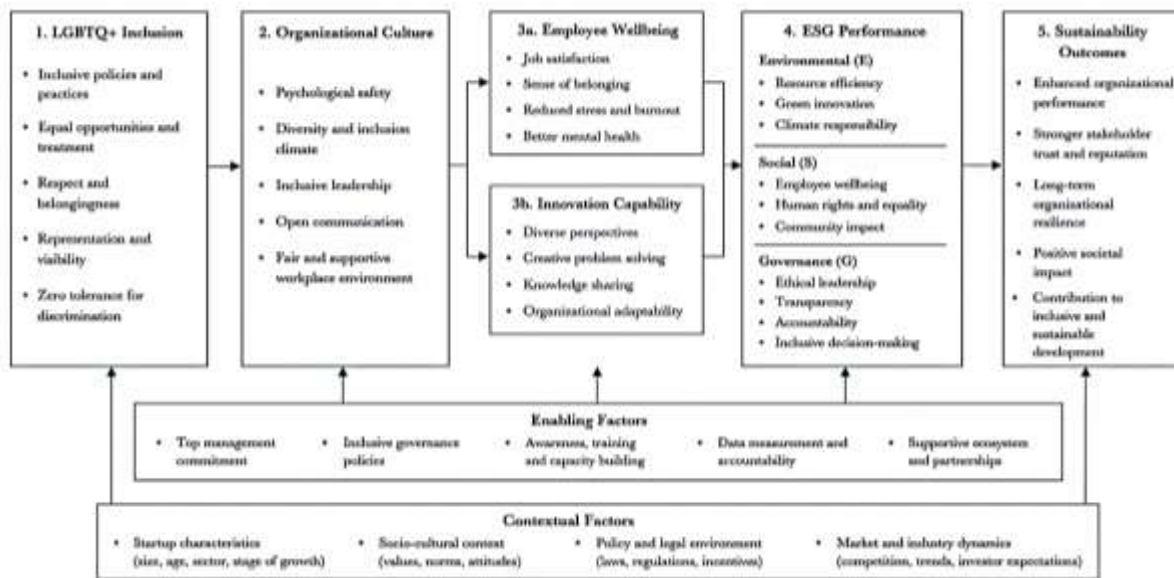 1. LGBTQ+ Inclusion
• Inclusive policies and
practices
• Equal opportunities and
treatment
• Respect and
belongingness
• Representation and
visibility
• Zero tolerance for
discrimination
2. Organizational Culture
• Psychological safety
• Diversity and inclusion
climate
• Inclusive leadership
• Open communication
• Fair and supportive
workplace environment
3a. Employee Wellbeing
• Job satisfaction
• Sense of belonging
• Reduced stress and burnout
• Better mental health
3b. Innovation Capability
• Diverse perspectives
• Creative problem solving
• Knowledge sharing
• Organizational adaptability
4. ESG Performance
Environmental (E)
• Resource efficiency
• Green innovation
• Climate responsibility
Social (S)
• Employee wellbeing
• Human rights and equality
• Community impact
Governance (G)
• Ethical leadership
• Transparency
• Accountability
• Inclusive decision-making
5. Sustainability
Outcomes
• Enhanced organizational
performance
• Stronger stakeholder
trust and reputation
• Long-term
organisational
resilience
• Positive societal
impact
• Contribution to
inclusive and
sustainable
development
Enabling Factors
• Top management
commitment
• Inclusive governance
policies
• Awareness, training
and capacity building
• Data measurement and
accountability
• Supportive ecosystem
and partnerships
Contextual Factors
• Startup characteristics
(size, age, sector, stage of growth)
• Socio-cultural context
(values, norms, attitudes)
• Policy and legal environment
(laws, regulations, incentives)
• Market and industry dynamics
(competition, trends, investor expectations)